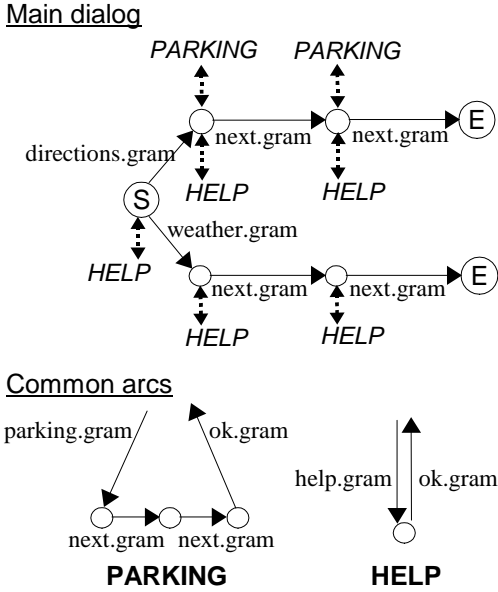 Main dialog
PARKING PARKING
E
directions.gram next.gram next.gram
S HELP HELP
weather.gram
HELP E
next.gram next.gram
HELP HELP
Common arcs
parking.gram ok.gram
help.gram ok.gram
next.gram next.gram
PARKING HELP